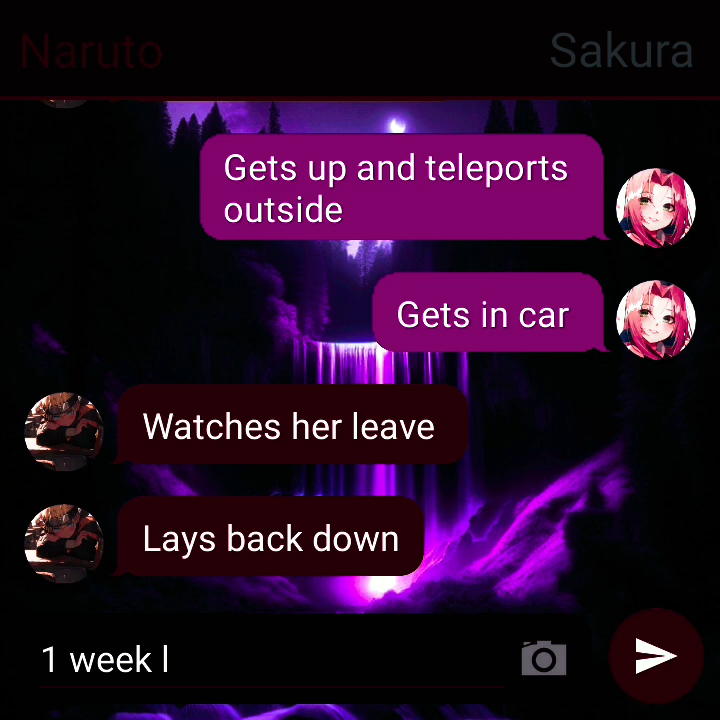 Naruto
Sakura
Gets up and teleports
outside
Gets in car
Watches her leave
Lays back down
1 week l